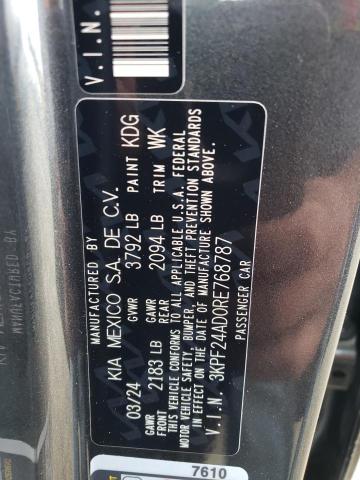 V.I.N.
MANUFACTURED BY
KIA MEXICO S.A. DE C.V.
03/24 GVWR 3792 LB PAINT KDG
GAWR FRONT 2183 LB GAWR REAR 2094 LB TRIM WK
THIS VEHICLE CONFORMS TO ALL APPLICABLE U.S.A. FEDERAL
MOTOR VEHICLE SAFETY, BUMPER, AND THEFT PREVENTION STANDARDS
IN EFFECT ON THE DATE OF MANUFACTURE SHOWN ABOVE.
V.I.N. 3KPF24AD0RE768787
PASSENGER CAR
7610
MANUFACTURED BY